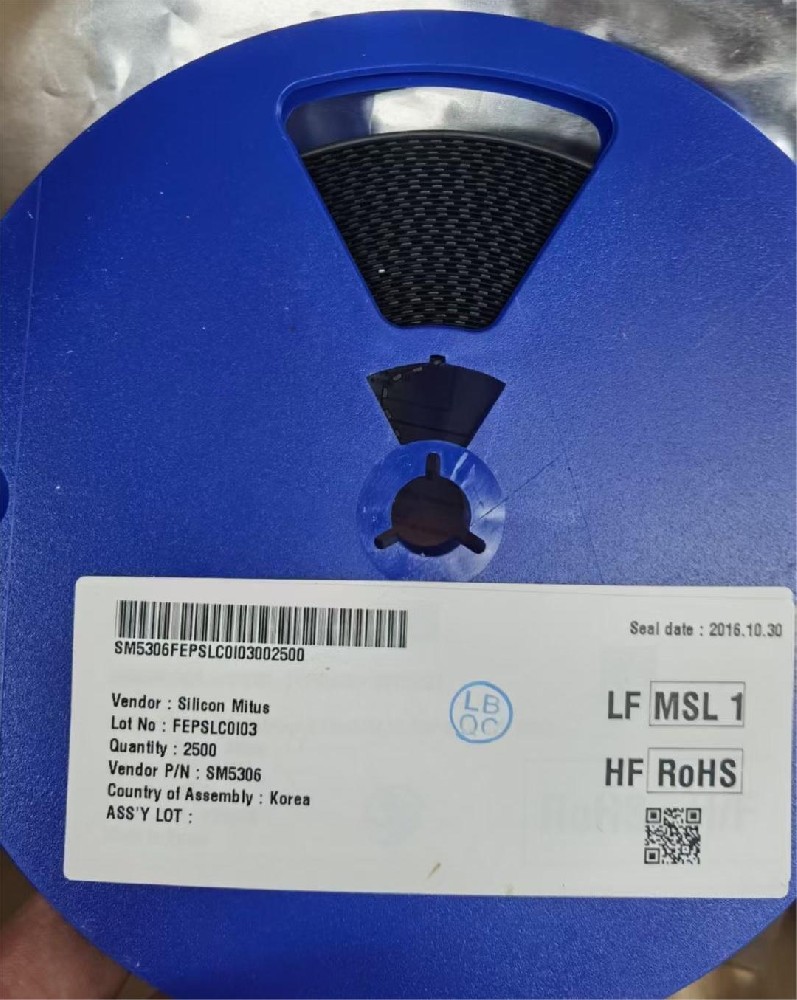 SM5306FEPSLC0I03002500
Seal date : 2016.10.30
Vendor : Silicon Mitus
Lot No : FEPSLC0I03
Quantity : 2500
Vendor P/N : SM5306
Country of Assembly : Korea
ASS'Y LOT :
LB
QC
LF MSL 1
HF RoHS